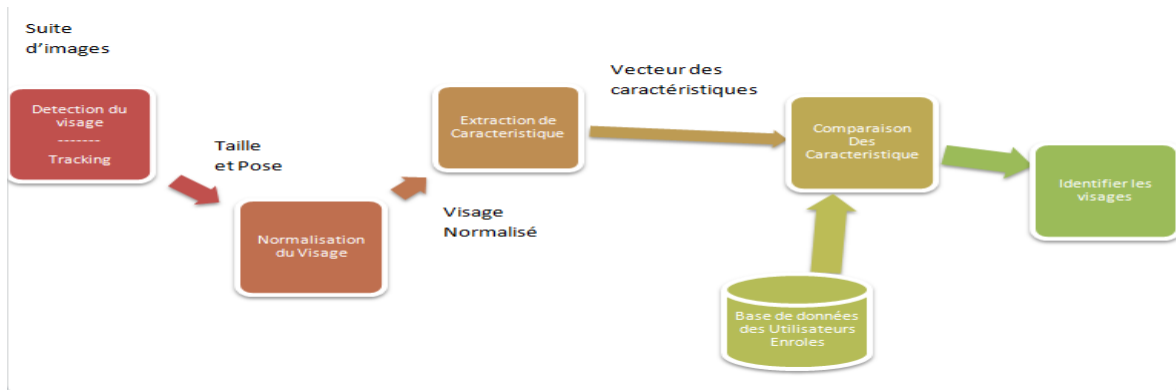 Suite
d'images
Detection du
visage
-------
Tracking
Taille
et Pose
Normalisation
du Visage
Extraction de
Caracteristique
Visage
Normalisé
Vecteur des
caractéristiques
Comparaison
Des
Caracteristique
Base de données
des Utilisateurs
Enroles
Identifier les
visages